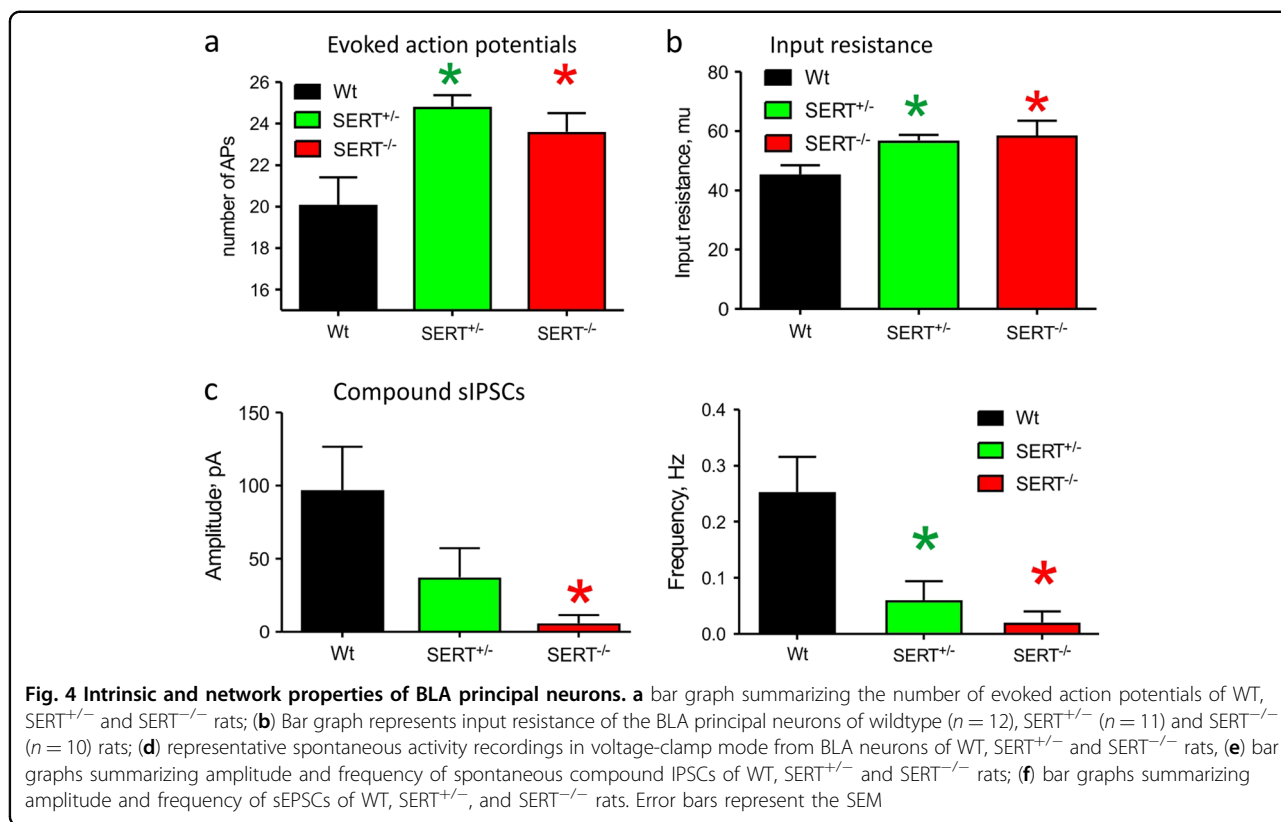 a Evoked action potentials
number of APs
26
24
22
20
18
16
Wt
SERT+/-
SERT-/-
*
*
Wt
SERT+/-
SERT-/-
b Input resistance
Input resistance, mu
80
60
40
20
0
Wt
SERT+/-
SERT-/-
*
*
Wt
SERT+/-
SERT-/-
c Compound sIPSCs
Amplitude, pA
150
100
50
0
*
Wt
SERT+/-
SERT-/-
Frequency, Hz
0.4
0.3
0.2
0.1
0.0
Wt
SERT+/-
SERT-/-
*
*
Wt
SERT+/-
SERT-/-
Fig. 4 Intrinsic and network properties of BLA principal neurons. a bar graph summarizing the number of evoked action potentials of WT,
SERT+/− and SERT−/− rats; (b) Bar graph represents input resistance of the BLA principal neurons of wildtype (n = 12), SERT+/− (n = 11) and SERT−/−
(n = 10) rats; (d) representative spontaneous activity recordings in voltage-clamp mode from BLA neurons of WT, SERT+/− and SERT−/− rats, (e) bar
graphs summarizing amplitude and frequency of spontaneous compound IPSCs of WT, SERT+/− and SERT−/− rats; (f) bar graphs summarizing
amplitude and frequency of sEPSCs of WT, SERT+/−, and SERT−/− rats. Error bars represent the SEM